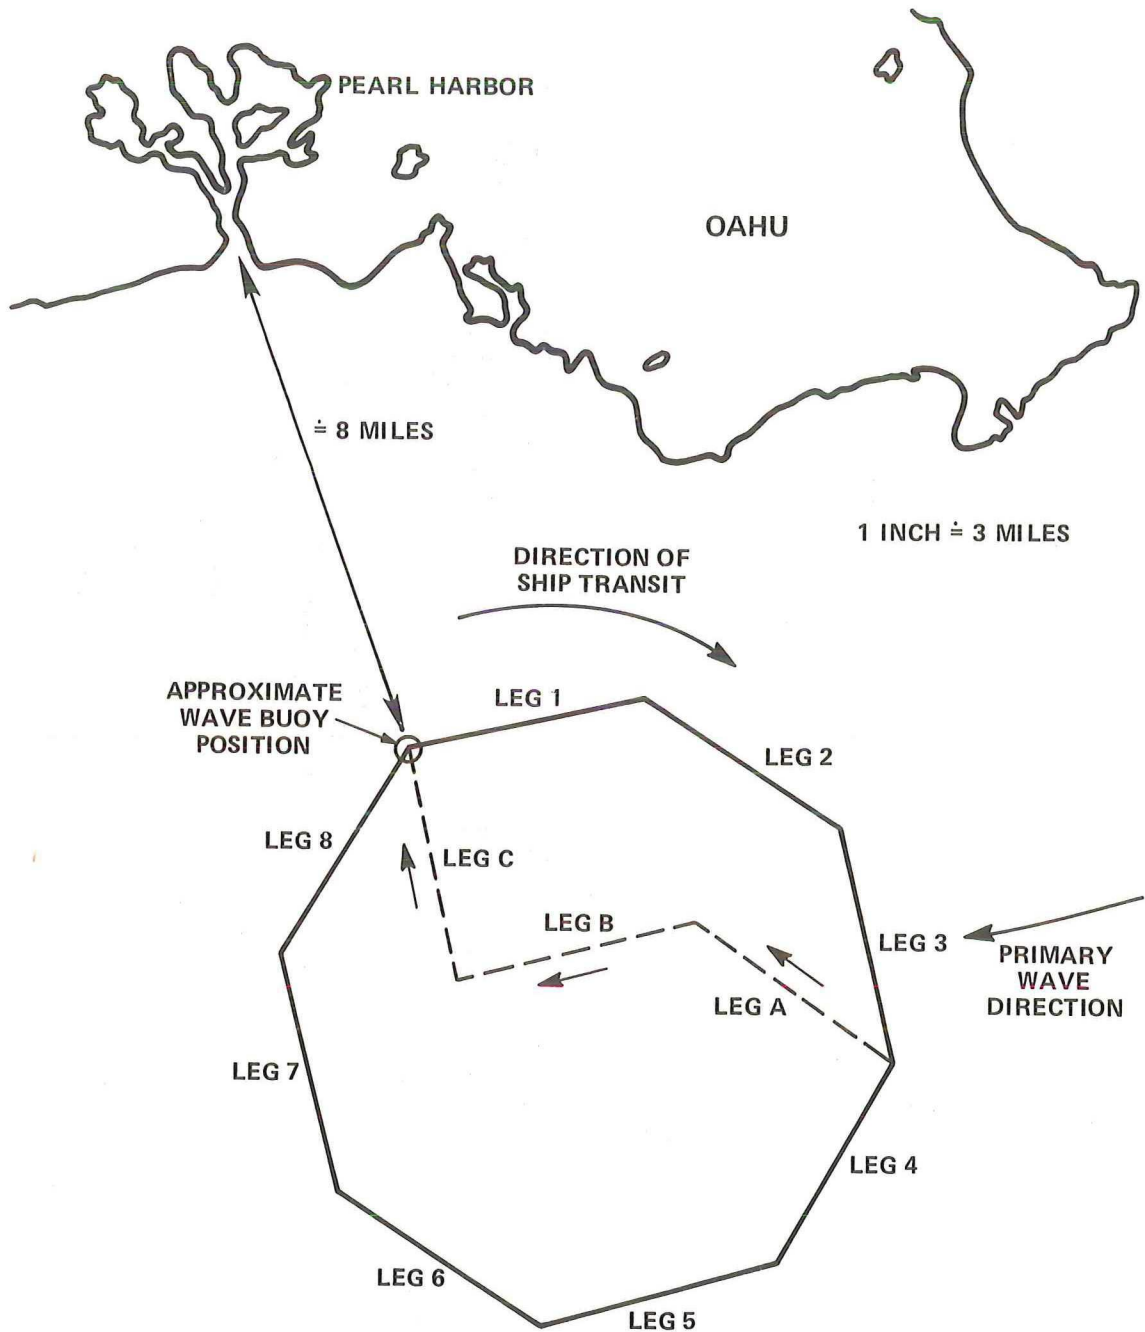 PEARL HARBOR
OAHU
≐ 8 MILES
1 INCH ≐ 3 MILES
DIRECTION OF
SHIP TRANSIT
APPROXIMATE
WAVE BUOY
POSITION
LEG 1
LEG 2
LEG 8
LEG C
LEG B
LEG 3
PRIMARY
WAVE
DIRECTION
LEG A
LEG 7
LEG 4
LEG 6
LEG 5